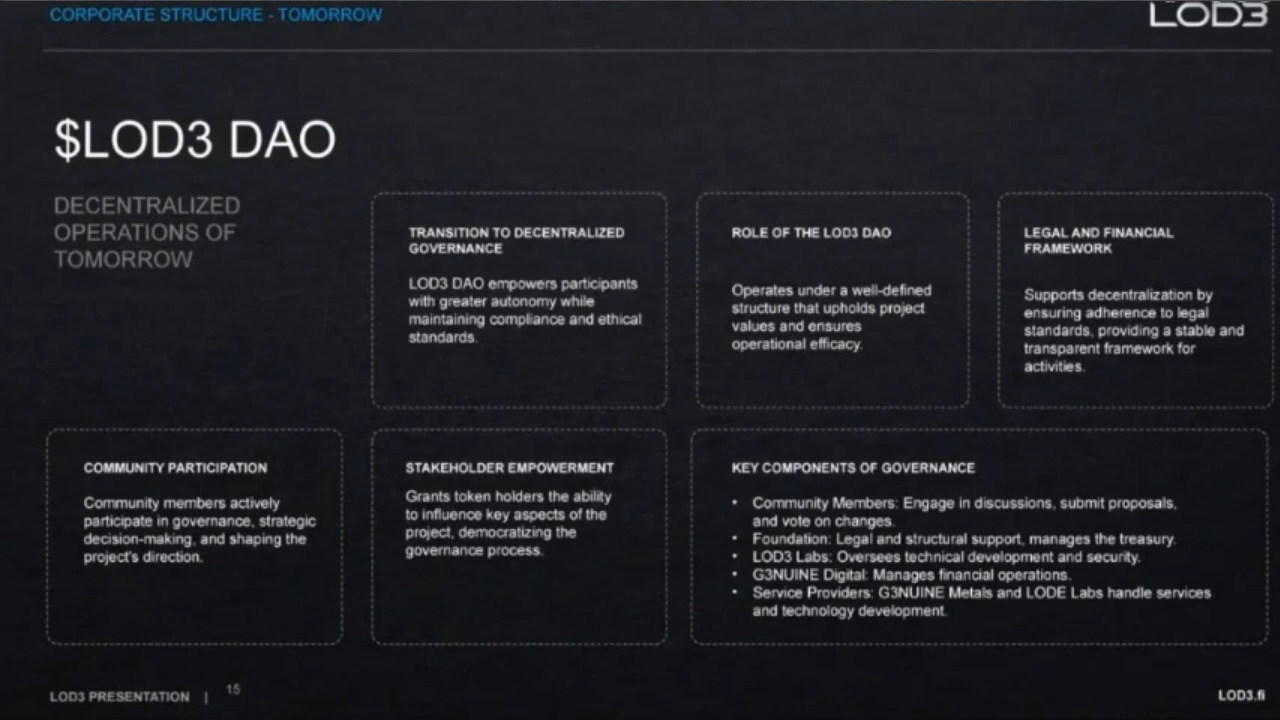 CORPORATE STRUCTURE - TOMORROW
LOD3
$LOD3 DAO
DECENTRALIZED
OPERATIONS OF
TOMORROW
TRANSITION TO DECENTRALIZED
GOVERNANCE
LOD3 DAO empowers participants
with greater autonomy while
maintaining compliance and ethical
standards.
ROLE OF THE LOD3 DAO
Operates under a well-defined
structure that upholds project
values and ensures
operational efficacy.
LEGAL AND FINANCIAL
FRAMEWORK
Supports decentralization by
ensuring adherence to legal
standards, providing a stable and
transparent framework for
activities.
COMMUNITY PARTICIPATION
Community members actively
participate in governance, strategic
decision-making, and shaping the
project's direction.
STAKEHOLDER EMPOWERMENT
Grants token holders the ability
to influence key aspects of the
project, democratizing the
governance process.
KEY COMPONENTS OF GOVERNANCE
• Community Members: Engage in discussions, submit proposals,
and vote on changes.
• Foundation: Legal and structural support, manages the treasury.
• LOD3 Labs: Oversees technical development and security.
• G3NUINE Digital: Manages financial operations.
• Service Providers: G3NUINE Metals and LODE Labs handle services
and technology development.
LOD3 PRESENTATION | 15
LOD3.fi